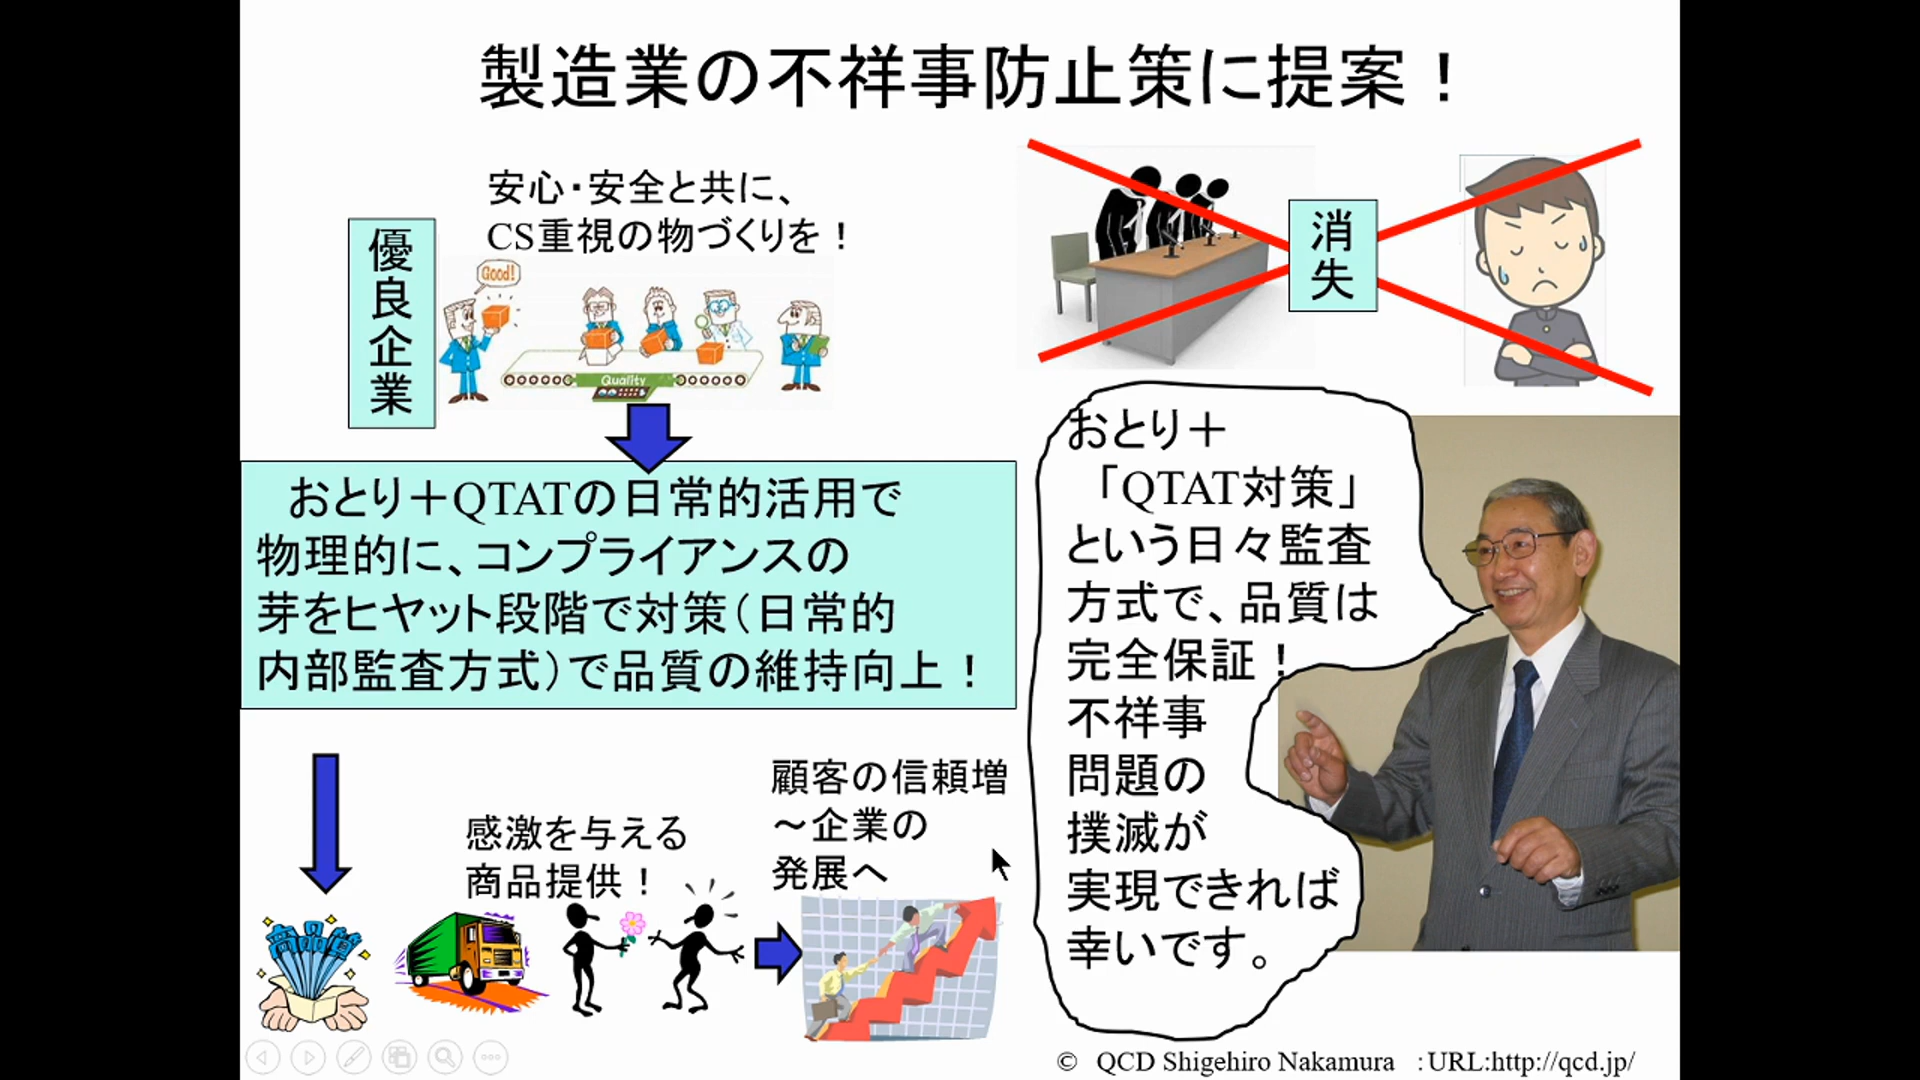 製造業の不祥事防止策に提案！
安心・安全と共に、
CS重視の物づくりを！
優良企業
Good!
Quality
消失
おとり＋QTATの日常的活用で
物理的に、コンプライアンスの
芽をヒヤット段階で対策（日常的
内部監査方式）で品質の維持向上！
おとり＋
「QTAT対策」
という日々監査
方式で、品質は
完全保証！
不祥事
問題の
撲滅が
実現できれば
幸いです。
感激を与える
商品提供！
顧客の信頼増
～企業の
発展へ
高品質
© QCD Shigehiro Nakamura ：URL:http://qcd.jp/